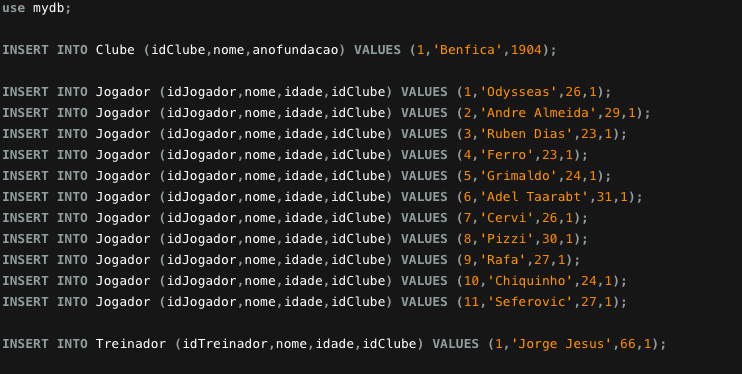 use mydb;
INSERT INTO Clube (idClube,nome,anofundacao) VALUES (1,'Benfica',1904);
INSERT INTO Jogador (idJogador,nome,idade,idClube) VALUES (1,'Odysseas',26,1);
INSERT INTO Jogador (idJogador,nome,idade,idClube) VALUES (2,'Andre Almeida',29,1);
INSERT INTO Jogador (idJogador,nome,idade,idClube) VALUES (3,'Ruben Dias',23,1);
INSERT INTO Jogador (idJogador,nome,idade,idClube) VALUES (4,'Ferro',23,1);
INSERT INTO Jogador (idJogador,nome,idade,idClube) VALUES (5,'Grimaldo',24,1);
INSERT INTO Jogador (idJogador,nome,idade,idClube) VALUES (6,'Adel Taarabt',31,1);
INSERT INTO Jogador (idJogador,nome,idade,idClube) VALUES (7,'Cervi',26,1);
INSERT INTO Jogador (idJogador,nome,idade,idClube) VALUES (8,'Pizzi',30,1);
INSERT INTO Jogador (idJogador,nome,idade,idClube) VALUES (9,'Rafa',27,1);
INSERT INTO Jogador (idJogador,nome,idade,idClube) VALUES (10,'Chiquinho',24,1);
INSERT INTO Jogador (idJogador,nome,idade,idClube) VALUES (11,'Seferovic',27,1);
INSERT INTO Treinador (idTreinador,nome,idade,idClube) VALUES (1,'Jorge Jesus',66,1);